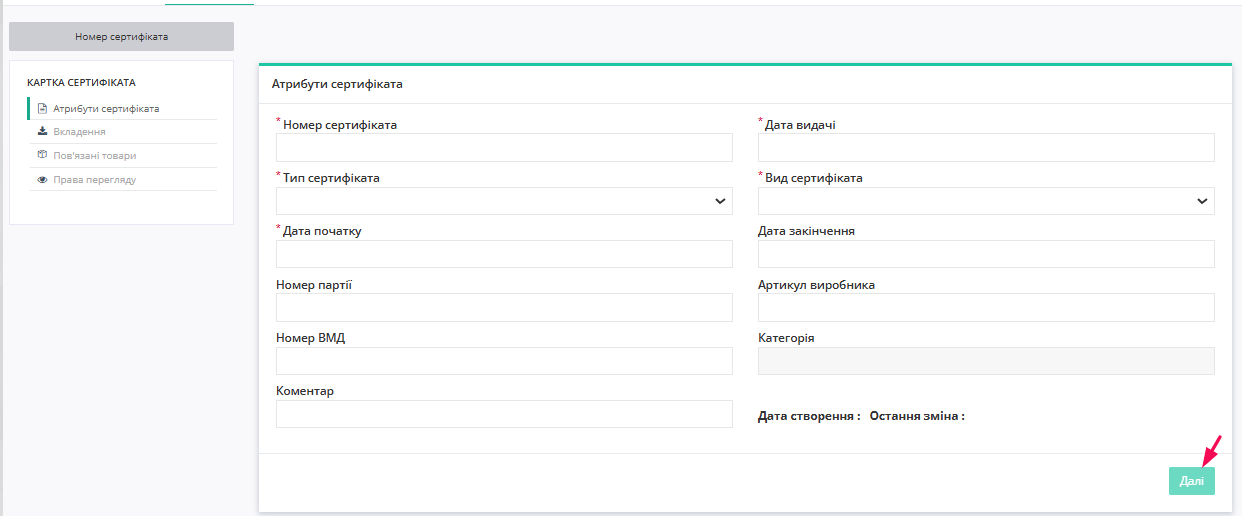 Номер сертифіката
КАРТКА СЕРТИФІКАТА
Атрибути сертифіката
Вкладення
Пов'язані товари
Права перегляду
Атрибути сертифіката
* Номер сертифіката
* Дата видачі
* Тип сертифіката
* Вид сертифіката
* Дата початку
Дата закінчення
Номер партії
Артикул виробника
Номер ВМД
Категорія
Коментар
Дата створення : Остання зміна :
Далі